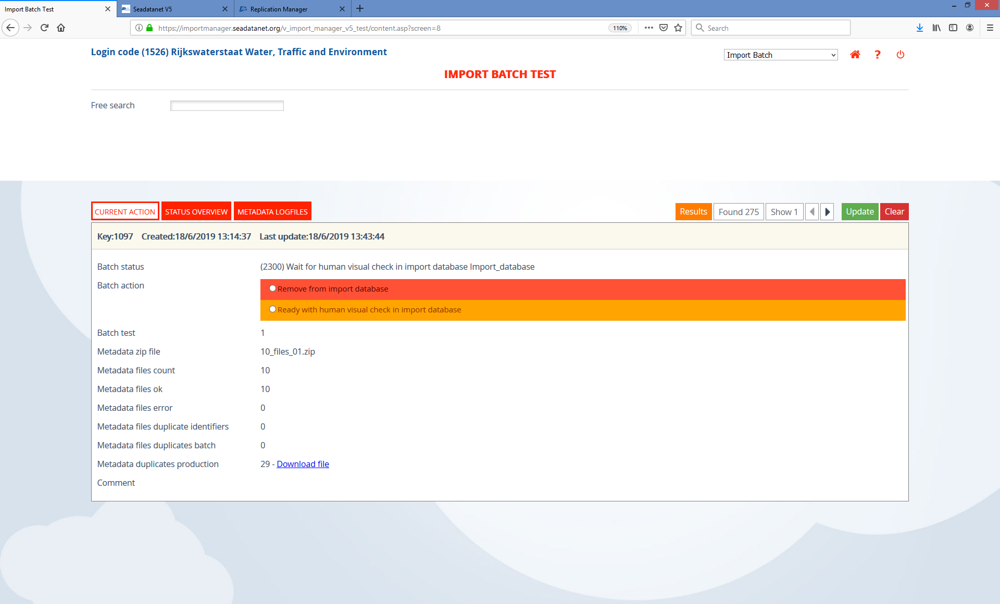 Import Batch Test
Seadatanet V5
Replication Manager
https://importmanager.seadatanet.org/v_import_manager_v5_test/content.asp?screen=8
110%
Search
Login code (1526) Rijkswaterstaat Water, Traffic and Environment
Import Batch
?
IMPORT BATCH TEST
Free search
CURRENT ACTION
STATUS OVERVIEW
METADATA LOGFILES
Results
Found 275
Show 1
Update
Clear
Key:1097 Created:18/6/2019 13:14:37 Last update:18/6/2019 13:43:44
Batch status (2300) Wait for human visual check in import database Import_database
Batch action
Remove from import database
Ready with human visual check in import database
Batch test 1
Metadata zip file 10_files_01.zip
Metadata files count 10
Metadata files ok 10
Metadata files error 0
Metadata files duplicate identifiers 0
Metadata files duplicates batch 0
Metadata duplicates production 29 - Download file
Comment